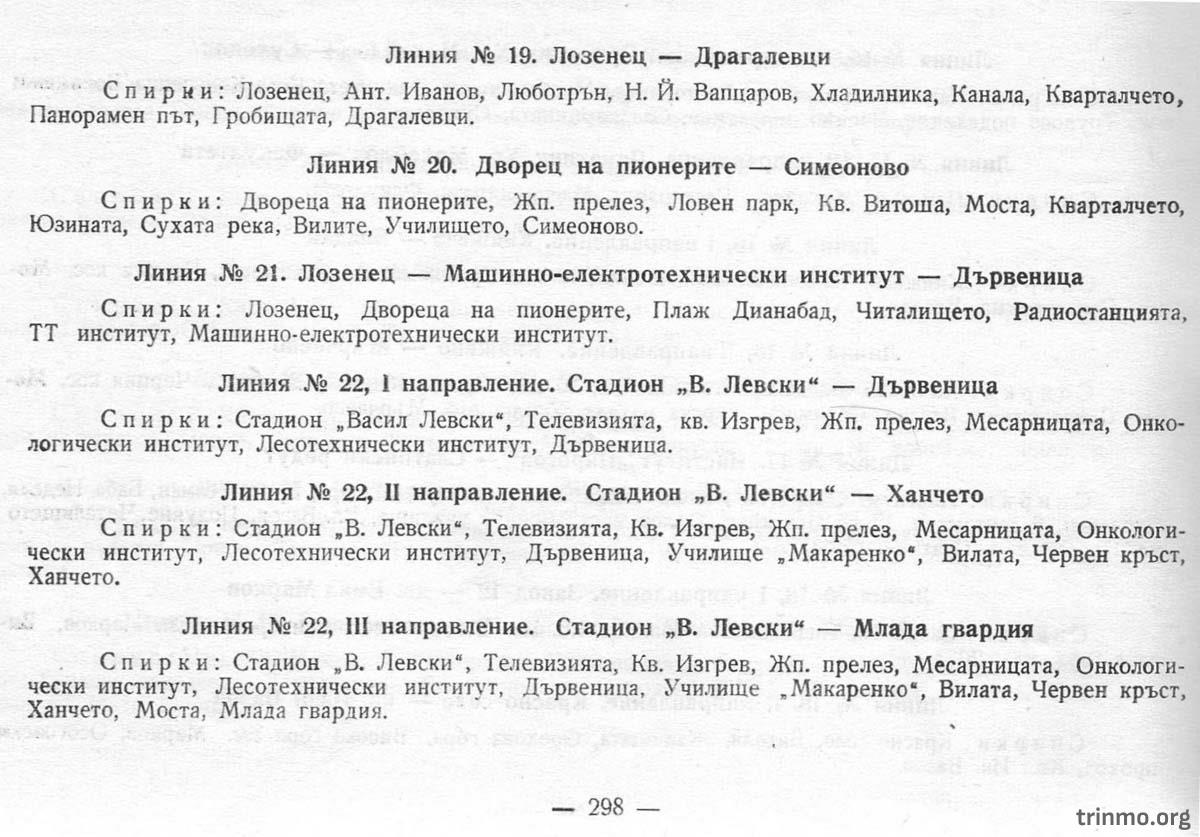 Линия № 19. Лозенец — Драгалевци
Спирки: Лозенец, Ант. Иванов, Люботрън, Н. Й. Вапцаров, Хладилника, Канала, Кварталчето,
Панорамен път, Гробищата, Драгалевци.
Линия № 20. Дворец на пионерите — Симеоново
Спирки: Двореца на пионерите, Жп. прелез, Ловен парк, Кв. Витоша, Моста, Кварталчето,
Юзината, Сухата река, Вилите, Училището, Симеоново.
Линия № 21. Лозенец — Машинно-електротехнически институт — Дървеница
Спирки: Лозенец, Двореца на пионерите, Плаж Дианабад, Читалището, Радиостанцията,
ТТ институт, Машинно-електротехнически институт.
Линия № 22, I направление. Стадион „В. Левски“ — Дървеница
Спирки: Стадион „Васил Левски“, Телевизията, кв. Изгрев, Жп. прелез, Месарницата, Онко-
логически институт, Лесотехнически институт, Дървеница.
Линия № 22, II направление. Стадион „В. Левски“ — Ханчето
Спирки: Стадион „В. Левски“, Телевизията, Кв. Изгрев, Жп. прелез, Месарницата, Онкологи-
чески институт, Лесотехнически институт, Дървеница, Училище „Макаренко“, Вилата, Червен кръст,
Ханчето.
Линия № 22, III направление. Стадион „В. Левски“ — Млада гвардия
Спирки: Стадион „В. Левски“, Телевизията, Кв. Изгрев, Жп. прелез, Месарницата, Онкологи-
чески институт, Лесотехнически институт, Дървеница, Училище „Макаренко“, Вилата, Червен кръст,
Ханчето, Моста, Млада гвардия.
— 298 —
trinmo.org